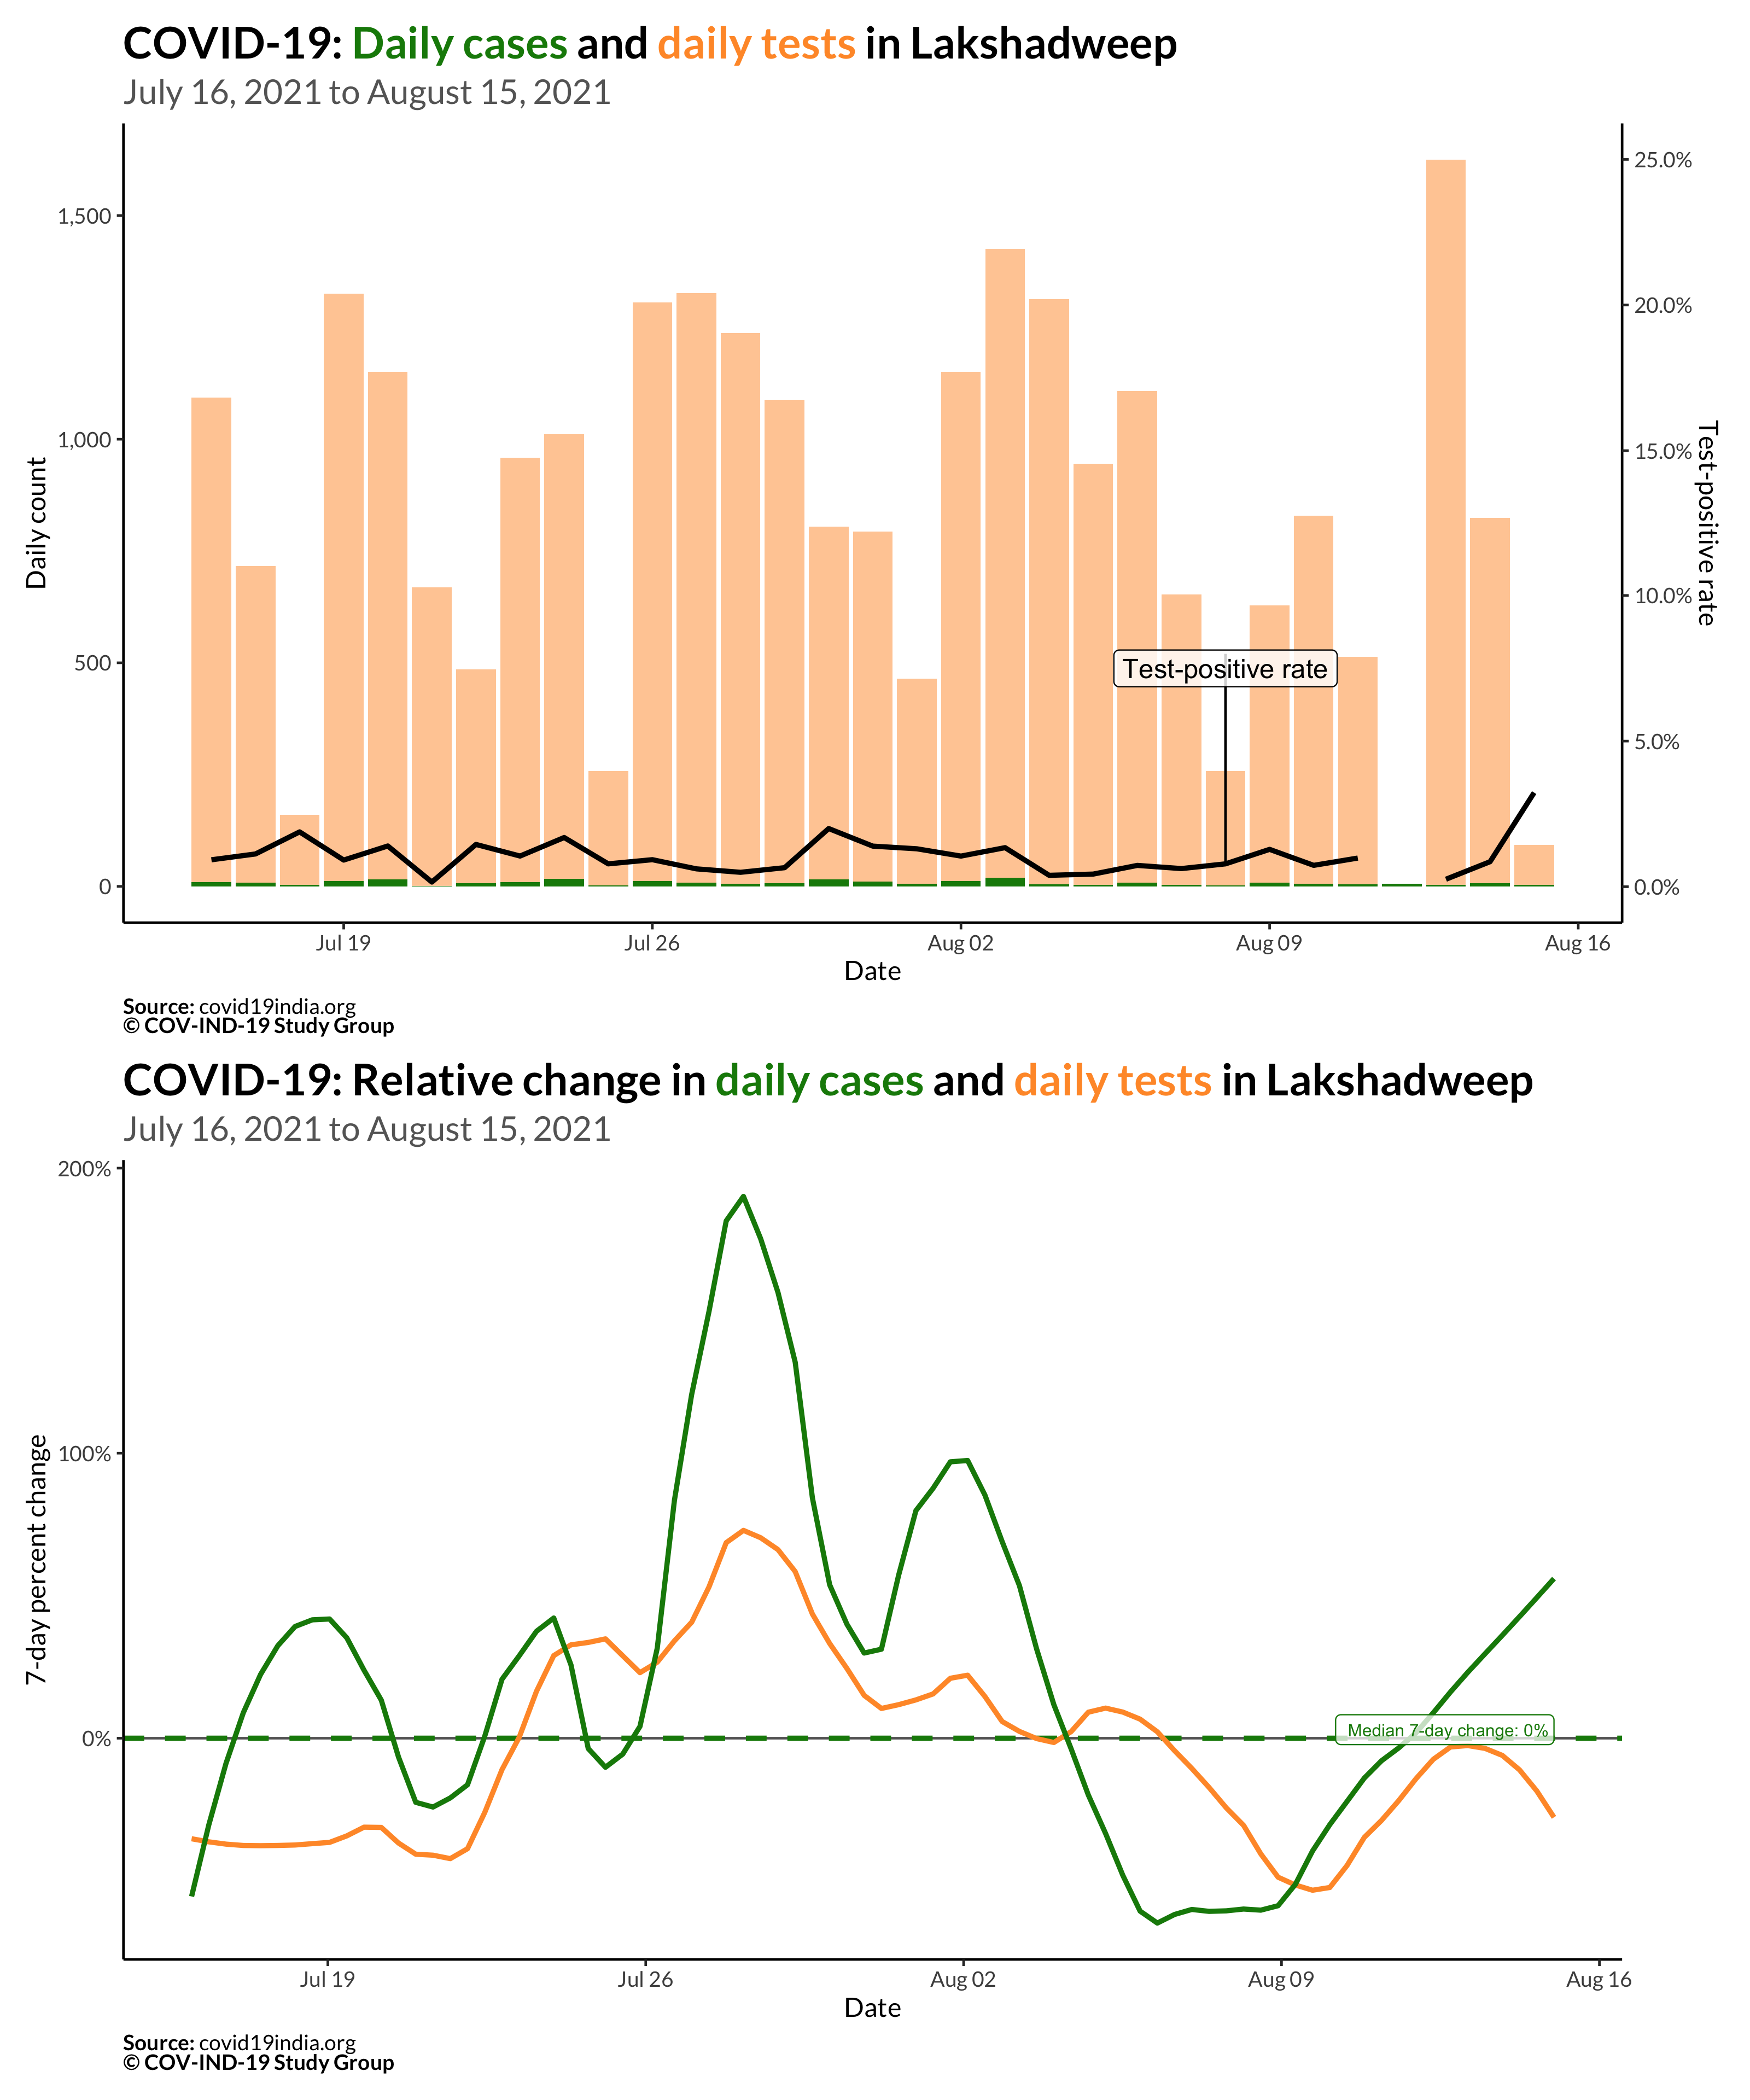 COVID-19: Daily cases and daily tests in Lakshadweep
July 16, 2021 to August 15, 2021
1,500
1,000
500
0
Daily count
25.0%
20.0%
15.0%
10.0%
5.0%
0.0%
Test-positive rate
Test-positive rate
Jul 19
Jul 26
Aug 02
Aug 09
Aug 16
Date
Source: covid19india.org
© COV-IND-19 Study Group
COVID-19: Relative change in daily cases and daily tests in Lakshadweep
July 16, 2021 to August 15, 2021
200%
100%
0%
7-day percent change
Median 7-day change: 0%
Jul 19
Jul 26
Aug 02
Aug 09
Aug 16
Date
Source: covid19india.org
© COV-IND-19 Study Group